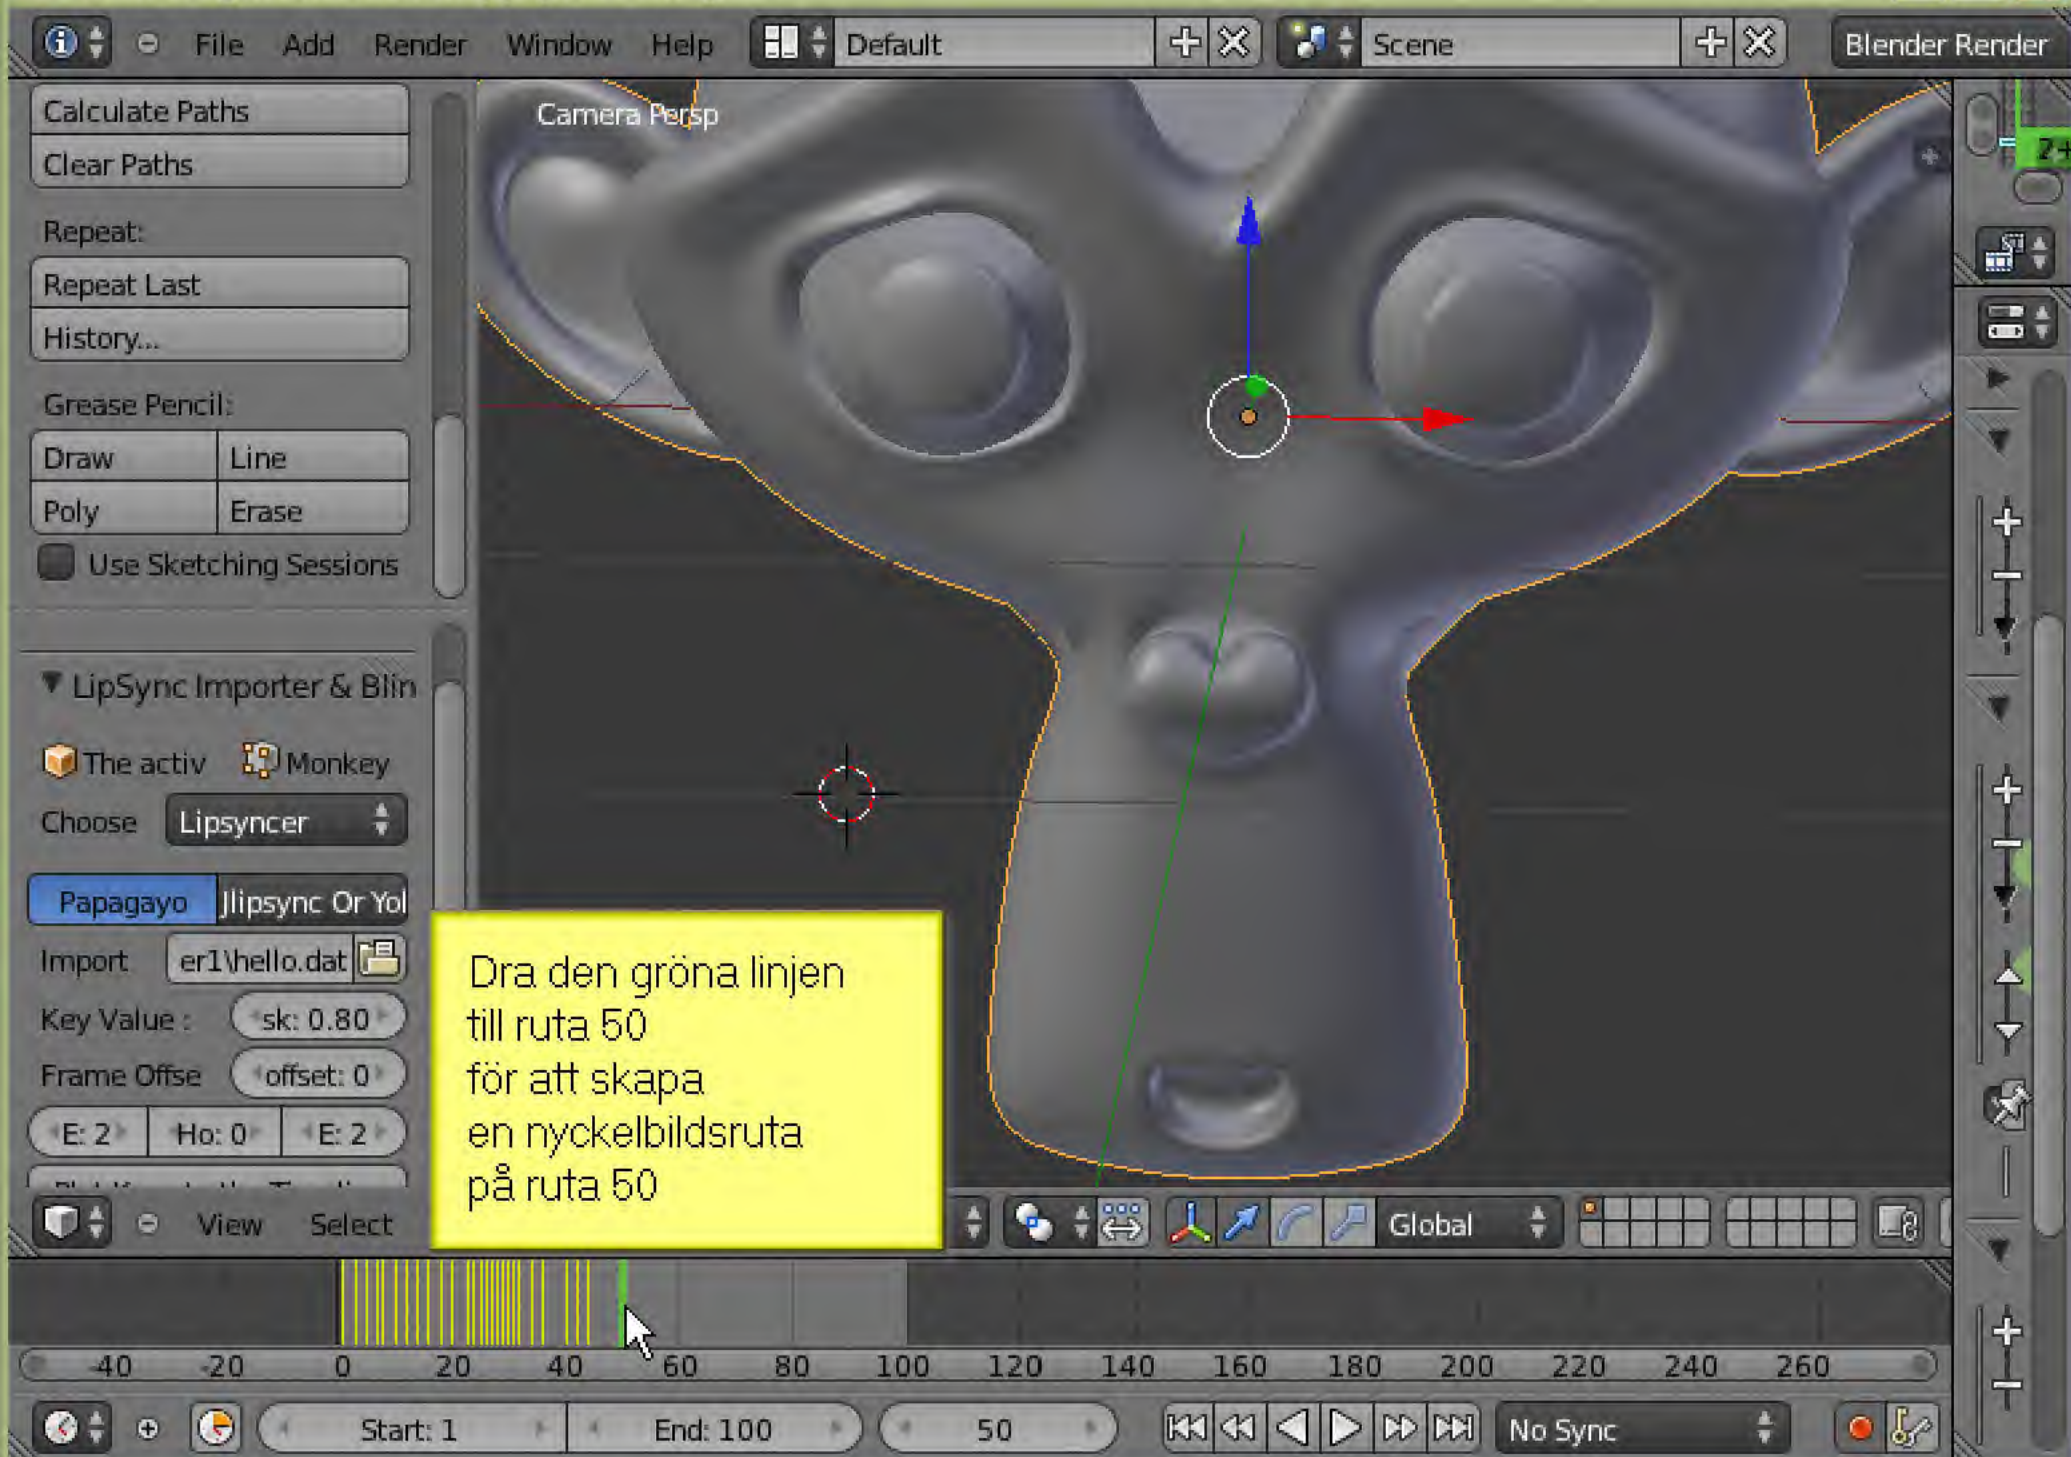 File Add Render Window Help Default Scene Blender Render
Calculate Paths
Clear Paths
Repeat:
Repeat Last
History...
Grease Pencil:
Draw Line
Poly Erase
Use Sketching Sessions
LipSync Importer & Blin
The activ Monkey
Choose Lipsyncer
Papagayo Jlipsync Or Yol
Import er1\hello.dat
Key Value : sk: 0.80
Frame Offse offset: 0
E: 2 Ho: 0 E: 2
Camera Persp
2+
Dra den gröna linjen
till ruta 50
för att skapa
en nyckelbildsruta
på ruta 50
View Select Global
-40 -20 0 20 40 60 80 100 120 140 160 180 200 220 240 260
Start: 1 End: 100 50 No Sync